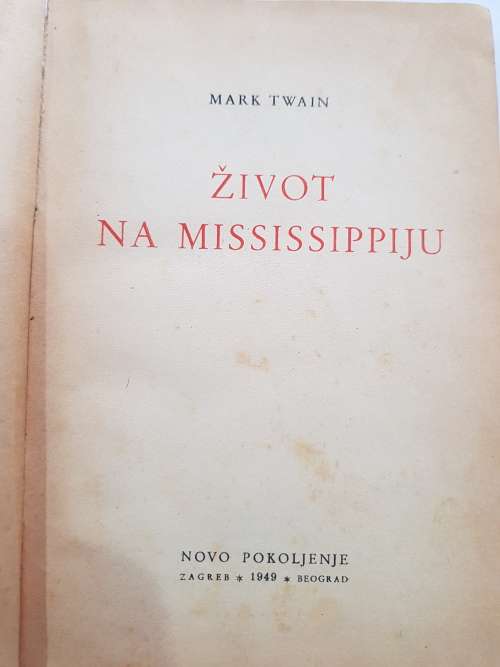 MARK TWAIN
ŽIVOT
NA MISSISSIPPIJU
NOVO POKOLJENJE
ZAGREB * 1949 * BEOGRAD